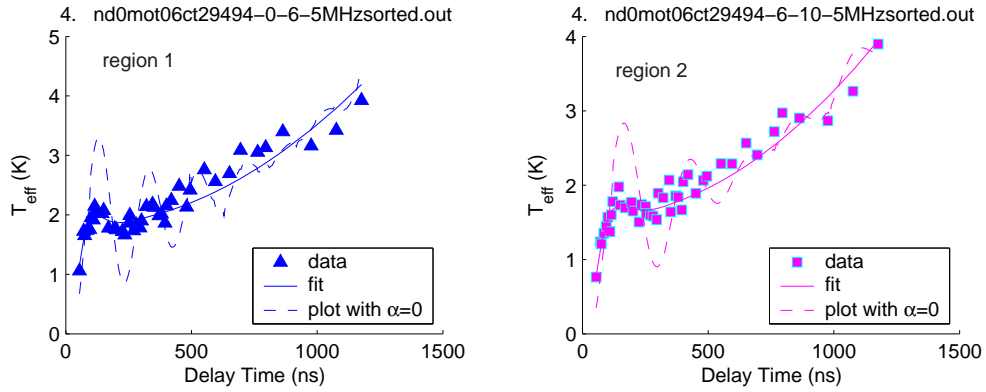 4. nd0mot06ct29494-0-6-5MHzsorted.out
5
4
3
2
1
0
T_eff (K)
region 1
data
fit
plot with α=0
0
500
1000
1500
Delay Time (ns)
4. nd0mot06ct29494-6-10-5MHzsorted.out
4
3
2
1
0
T_eff (K)
region 2
data
fit
plot with α=0
0
500
1000
1500
Delay Time (ns)